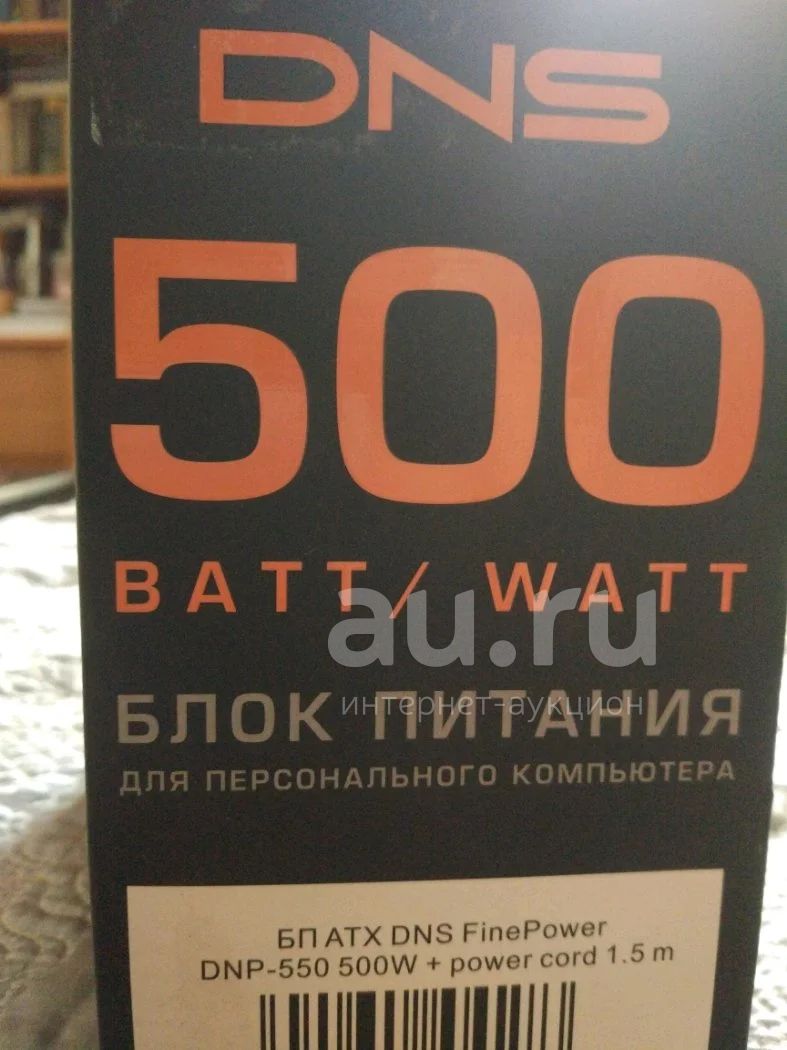 DNS
500
ВАТТ/ WATT
au.ru
интернет-аукцион
БЛОК ПИТАНИЯ
ДЛЯ ПЕРСОНАЛЬНОГО КОМПЬЮТЕРА
БП ATX DNS FinePower
DNP-550 500W + power cord 1.5 m